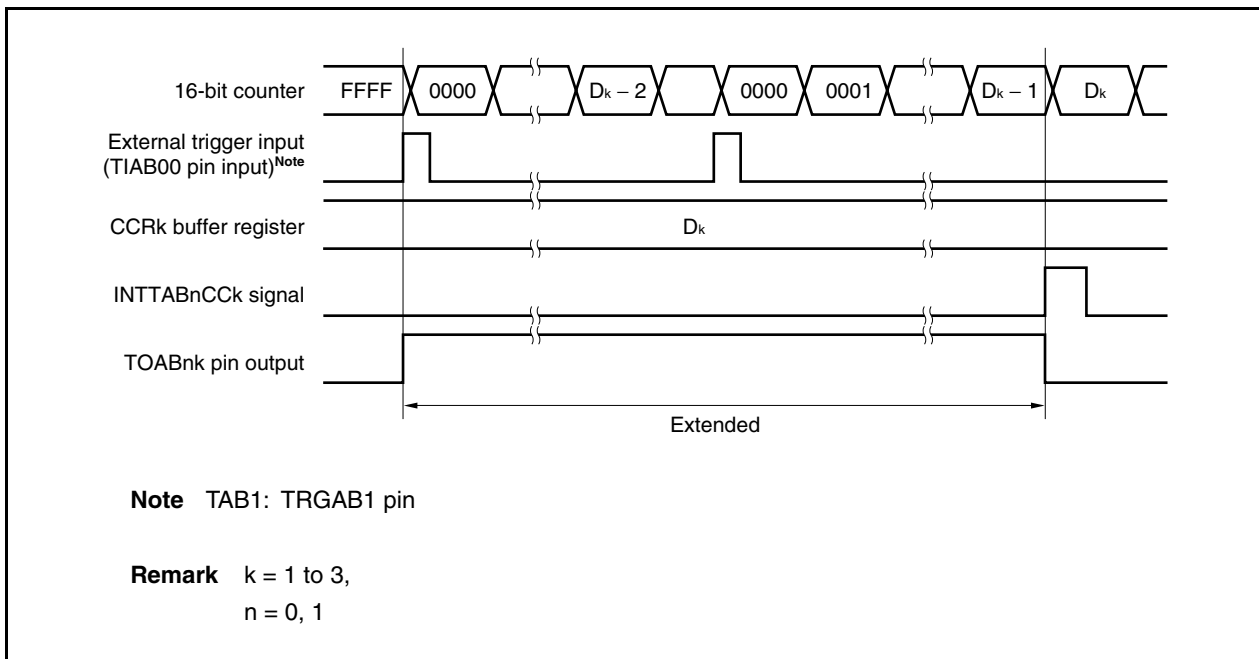 16-bit counter FFFF 0000 Dk − 2 0000 0001 Dk − 1 Dk
External trigger input
(TIAB00 pin input)Note
CCRk buffer register Dk
INTTABnCCk signal
TOABnk pin output
Extended
Note TAB1: TRGAB1 pin
Remark k = 1 to 3,
n = 0, 1